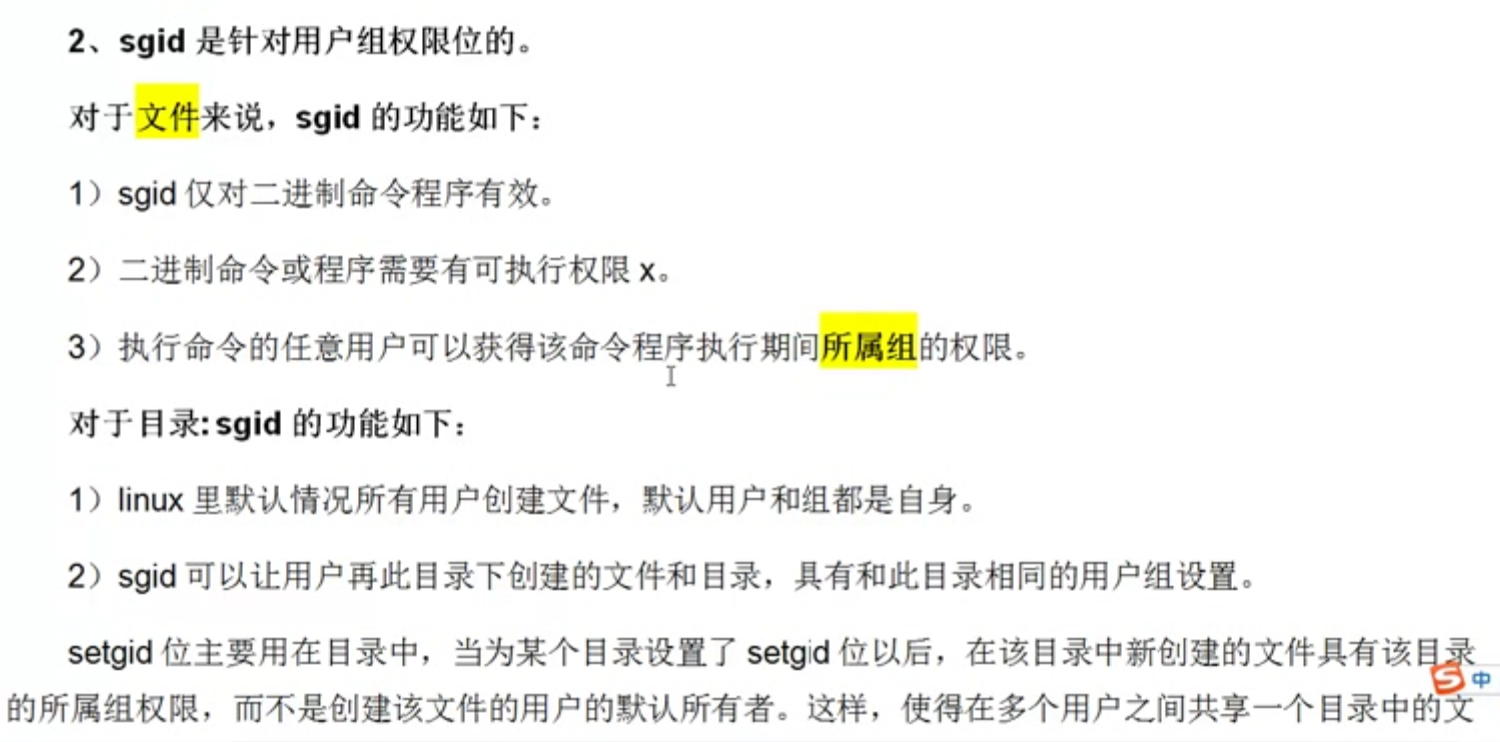 2、sgid 是针对用户组权限位的。
对于文件来说，sgid 的功能如下：
1）sgid 仅对二进制命令程序有效。
2）二进制命令或程序需要有可执行权限 x。
3）执行命令的任意用户可以获得该命令程序执行期间所属组的权限。
对于目录: sgid 的功能如下：
1）linux 里默认情况所有用户创建文件，默认用户和组都是自身。
2）sgid 可以让用户再此目录下创建的文件和目录，具有和此目录相同的用户组设置。
setgid 位主要用在目录中，当为某个目录设置了 setgid 位以后，在该目录中新创建的文件具有该目录
的所属组权限，而不是创建该文件的用户的默认所有者。这样，使得在多个用户之间共享一个目录中的文
S 中